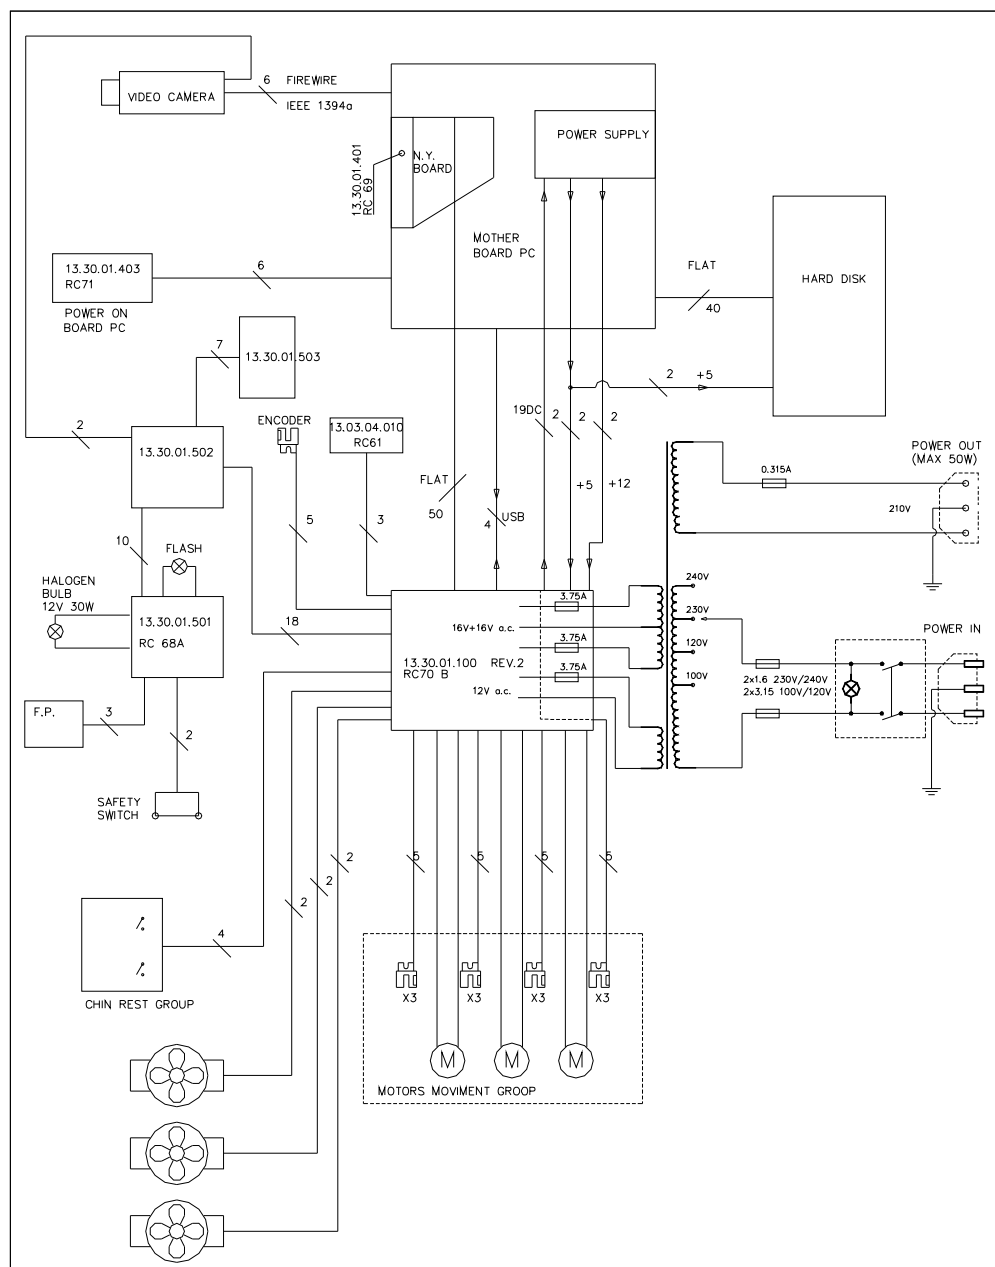 VIDEO CAMERA
6
FIREWIRE
IEEE 1394a
POWER SUPPLY
N.Y.
BOARD
13.30.01.401
RC 69
MOTHER
BOARD PC
HARD DISK
FLAT
40
13.30.01.403
RC71
6
POWER ON
BOARD PC
7
13.30.01.503
2
+5
2
13.30.01.502
ENCODER
13.03.04.010
RC61
19DC
2
2
2
POWER OUT
(MAX 50W)
0.315A
210V
FLAT
50
+5
+12
4
USB
5
3
10
FLASH
HALOGEN
BULB
12V 30W
13.30.01.501
RC 68A
18
3.75A
240V
230V
120V
100V
16V+16V a.c.
3.75A
13.30.01.100 REV.2
RC70 B
3.75A
12V a.c.
POWER IN
2x1.6 230V/240V
2x3.15 100V/120V
F.P.
3
2
SAFETY
SWITCH
2
2
2
5
5
5
5
4
CHIN REST GROUP
X3
X3
X3
X3
M
M
M
MOTORS MOVIMENT GROOP